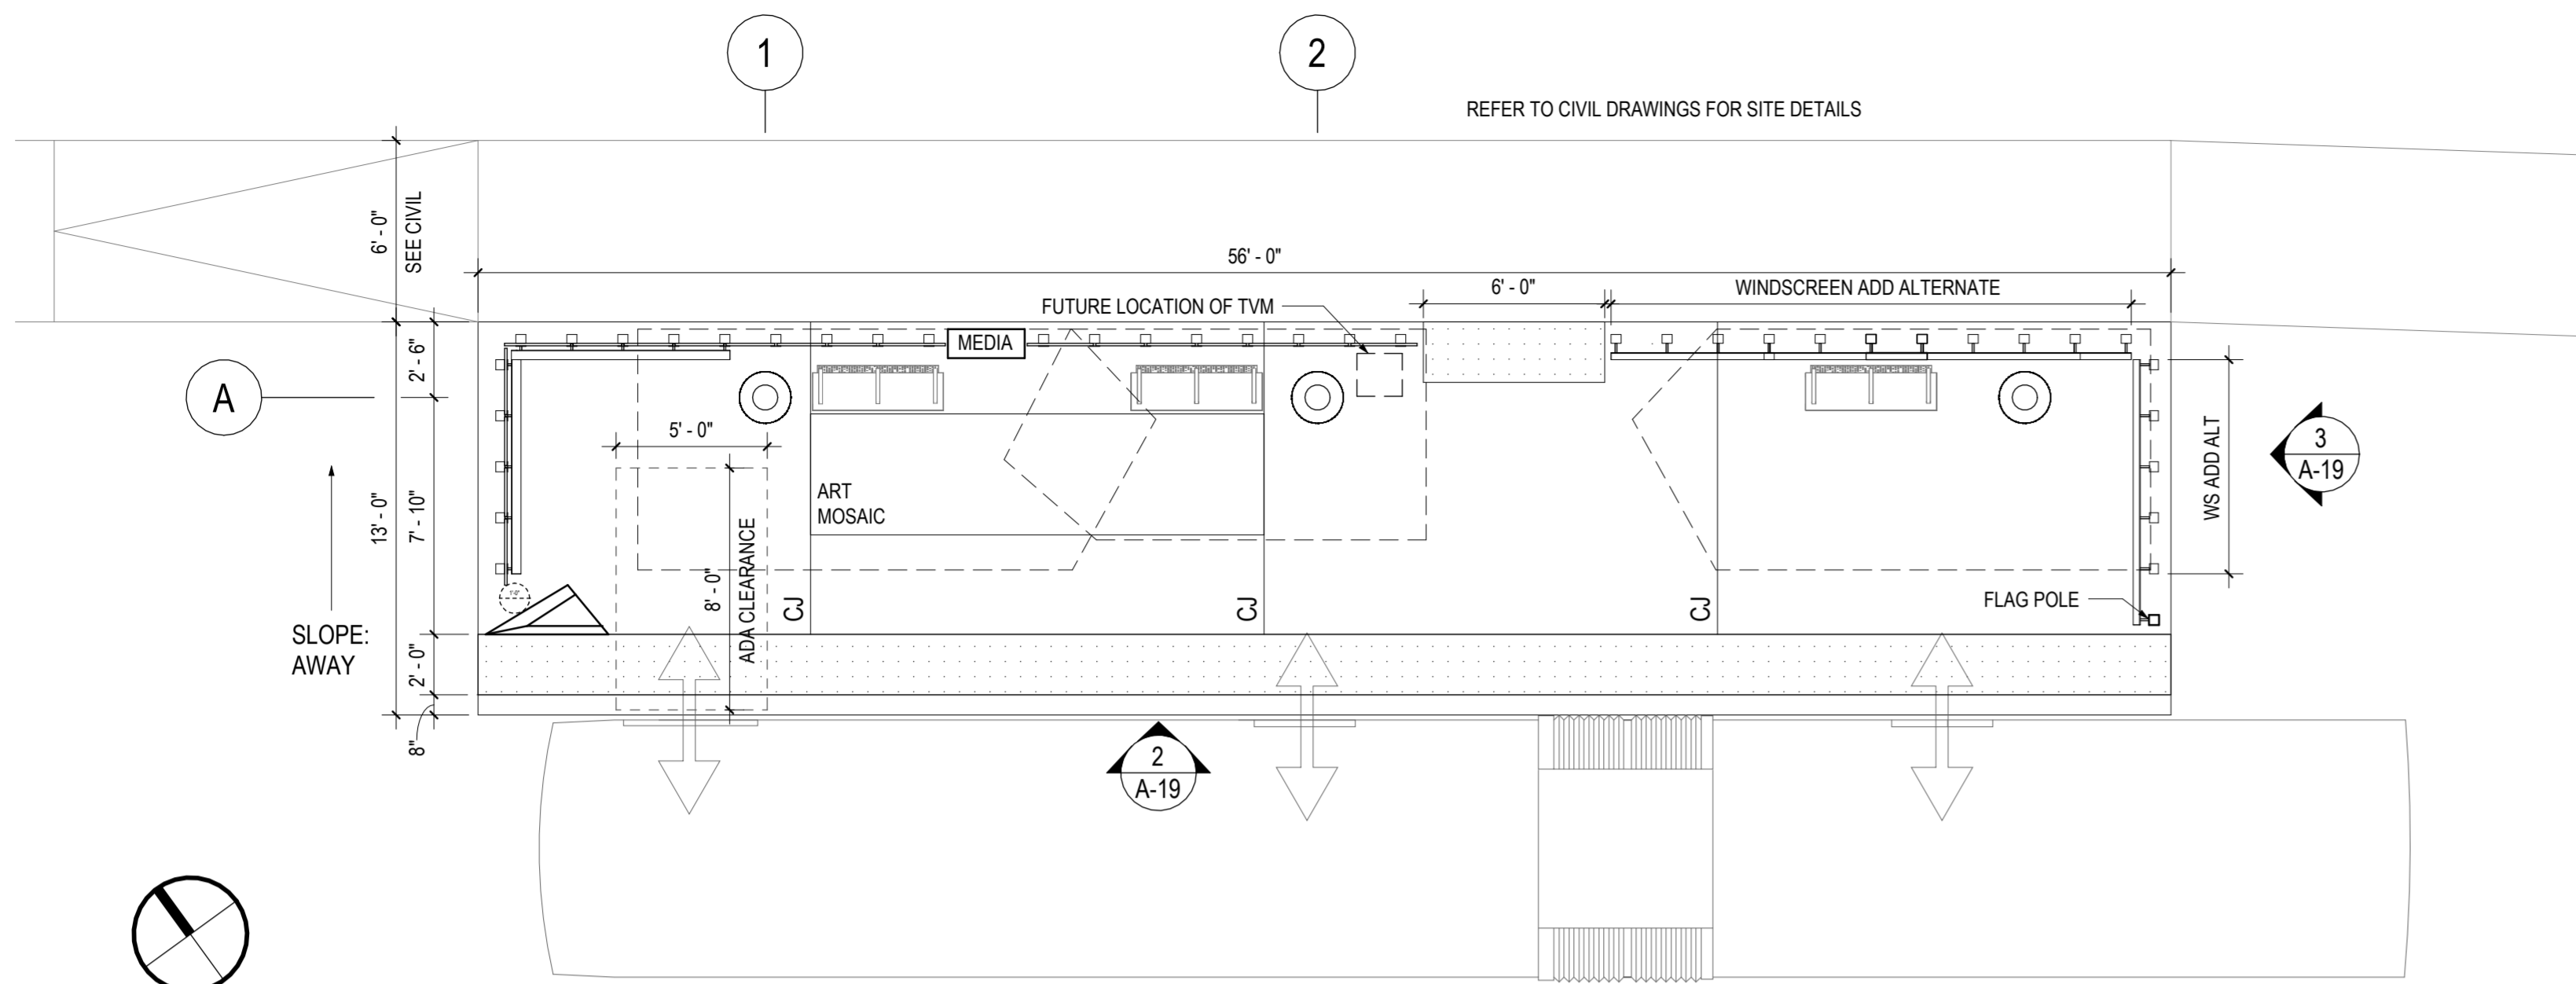 1
2
REFER TO CIVIL DRAWINGS FOR SITE DETAILS
6' - 0"
SEE CIVIL
56' - 0"
6' - 0"
WINDSCREEN ADD ALTERNATE
FUTURE LOCATION OF TVM
MEDIA
A
2' - 6"
5' - 0"
3
A-19
WS ADD ALT
13' - 0"
7' - 10"
ART
MOSAIC
8' - 0"
ADA CLEARANCE
CJ
CJ
CJ
FLAG POLE
1'-0"
SLOPE:
AWAY
2' - 0"
8"
2
A-19